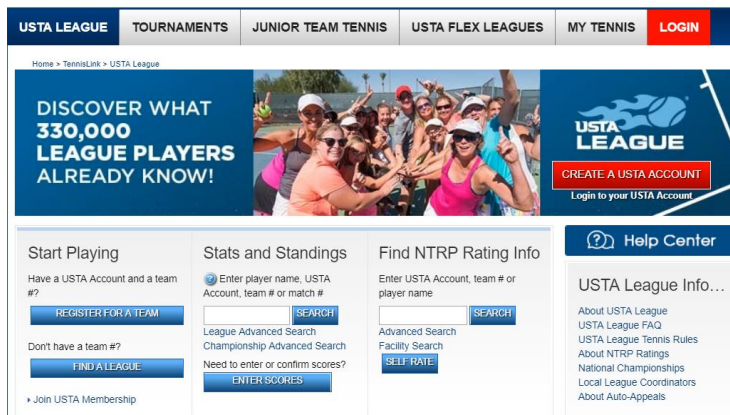 USTA LEAGUE
TOURNAMENTS
JUNIOR TEAM TENNIS
USTA FLEX LEAGUES
MY TENNIS
LOGIN
Home > TennisLink > USTA League
DISCOVER WHAT
330,000
LEAGUE PLAYERS
ALREADY KNOW!
USTA
LEAGUE
CREATE A USTA ACCOUNT
Login to your USTA Account
Start Playing
Have a USTA Account and a team
#?
REGISTER FOR A TEAM
Don't have a team #?
FIND A LEAGUE
Join USTA Membership
Stats and Standings
Enter player name, USTA
Account, team # or match #
SEARCH
League Advanced Search
Championship Advanced Search
Need to enter or confirm scores?
ENTER SCORES
Find NTRP Rating Info
Enter USTA Account, team # or
player name
SEARCH
Advanced Search
Facility Search
SELF RATE
Help Center
USTA League Info...
About USTA League
USTA League FAQ
USTA League Tennis Rules
About NTRP Ratings
National Championships
Local League Coordinators
About Auto-Appeals